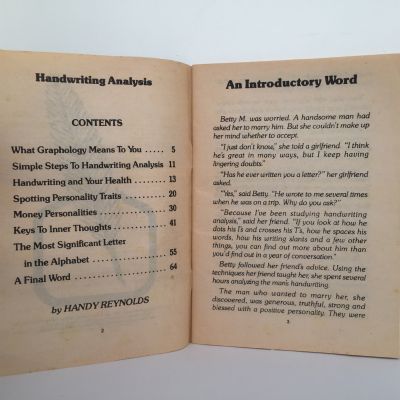 Handwriting Analysis
CONTENTS
What Graphology Means To You ..... 5
Simple Steps To Handwriting Analysis 11
Handwriting and Your Health ...... 13
Spotting Personality Traits ....... 20
Money Personalities ........... 30
Keys To Inner Thoughts ......... 41
The Most Significant Letter
in the Alphabet ............. 55
A Final Word ................ 64
by HANDY REYNOLDS
2
An Introductory Word
Betty M. was worried. A handsome man had
asked her to marry him. But she couldn't make up
her mind whether to accept.
"I just don't know," she told a girlfriend. "I think
he's great in many ways, but I keep having
lingering doubts."
"Has he ever written you a letter?" her girlfriend
asked.
"Yes," said Betty. "He wrote to me several times
when he was on a trip. Why do you ask?"
"Because I've been studying handwriting
analysis," said her friend. "If you look at how he
dots his I's and crosses his T's, how he spaces his
words, how his writing slants and a few other
things, you can find out more about him than
you'd find out in a year of conversation."
Betty followed her friend's advice. Using the
techniques her friend taught her, she spent several
hours analyzing the man's handwriting.
The man who wanted to marry her, she
discovered, was generous, truthful, strong and
blessed with a positive personality. They were
3